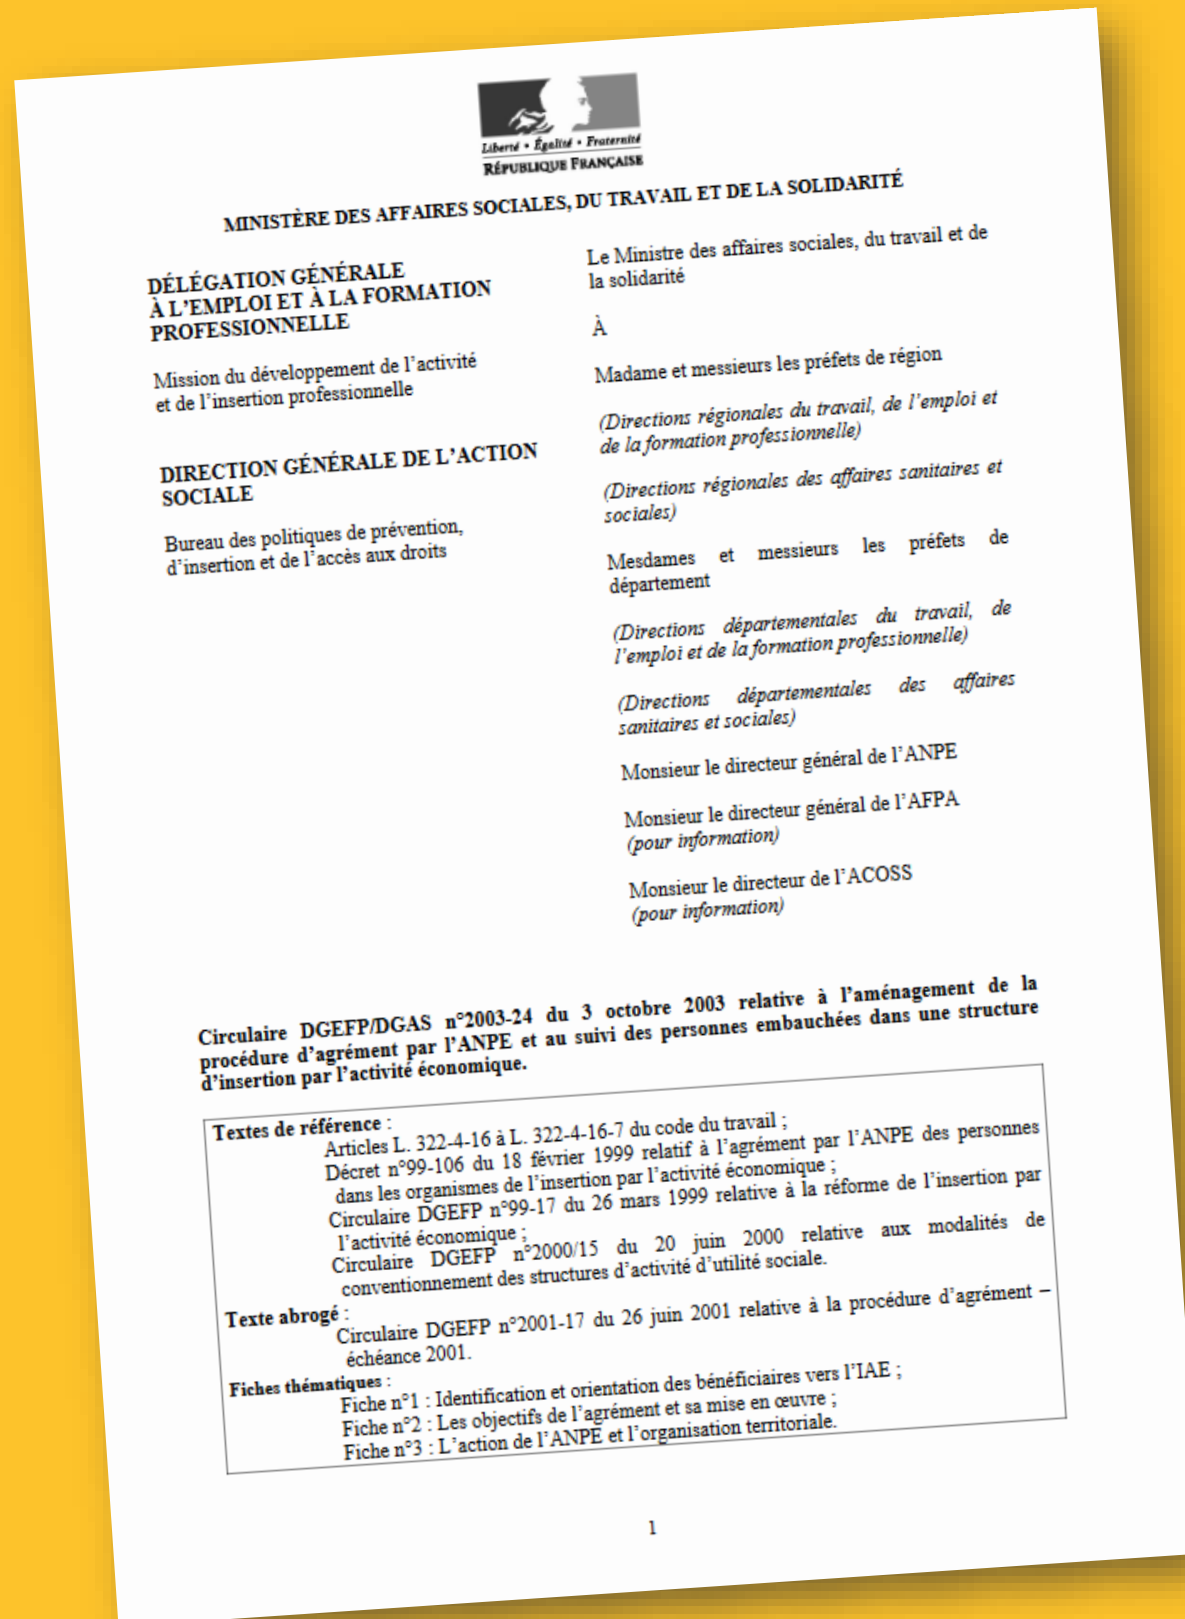 Liberté • Égalité • Fraternité
RÉPUBLIQUE FRANÇAISE
MINISTÈRE DES AFFAIRES SOCIALES, DU TRAVAIL ET DE LA SOLIDARITÉ
DÉLÉGATION GÉNÉRALE
À L’EMPLOI ET À LA FORMATION
PROFESSIONNELLE
Mission du développement de l’activité
et de l’insertion professionnelle
DIRECTION GÉNÉRALE DE L’ACTION
SOCIALE
Bureau des politiques de prévention,
d’insertion et de l’accès aux droits
Le Ministre des affaires sociales, du travail et de
la solidarité
À
Madame et messieurs les préfets de région
(Directions régionales du travail, de l’emploi et
de la formation professionnelle)
(Directions régionales des affaires sanitaires et
sociales)
Mesdames et messieurs les préfets de
département
(Directions départementales du travail, de
l’emploi et de la formation professionnelle)
(Directions départementales des affaires
sanitaires et sociales)
Monsieur le directeur général de l’ANPE
Monsieur le directeur général de l’AFPA
(pour information)
Monsieur le directeur de l’ACOSS
(pour information)
Circulaire DGEFP/DGAS n°2003-24 du 3 octobre 2003 relative à l’aménagement de la
procédure d’agrément par l’ANPE et au suivi des personnes embauchées dans une structure
d’insertion par l’activité économique.
Textes de référence :
Articles L. 322-4-16 à L. 322-4-16-7 du code du travail ;
Décret n°99-106 du 18 février 1999 relatif à l’agrément par l’ANPE des personnes
dans les organismes de l’insertion par l’activité économique ;
Circulaire DGEFP n°99-17 du 26 mars 1999 relative à la réforme de l’insertion par
l’activité économique ;
Circulaire DGEFP n°2000/15 du 20 juin 2000 relative aux modalités de
conventionnement des structures d’activité d’utilité sociale.
Texte abrogé :
Circulaire DGEFP n°2001-17 du 26 juin 2001 relative à la procédure d’agrément –
échéance 2001.
Fiches thématiques :
Fiche n°1 : Identification et orientation des bénéficiaires vers l’IAE ;
Fiche n°2 : Les objectifs de l’agrément et sa mise en œuvre ;
Fiche n°3 : L’action de l’ANPE et l’organisation territoriale.
1